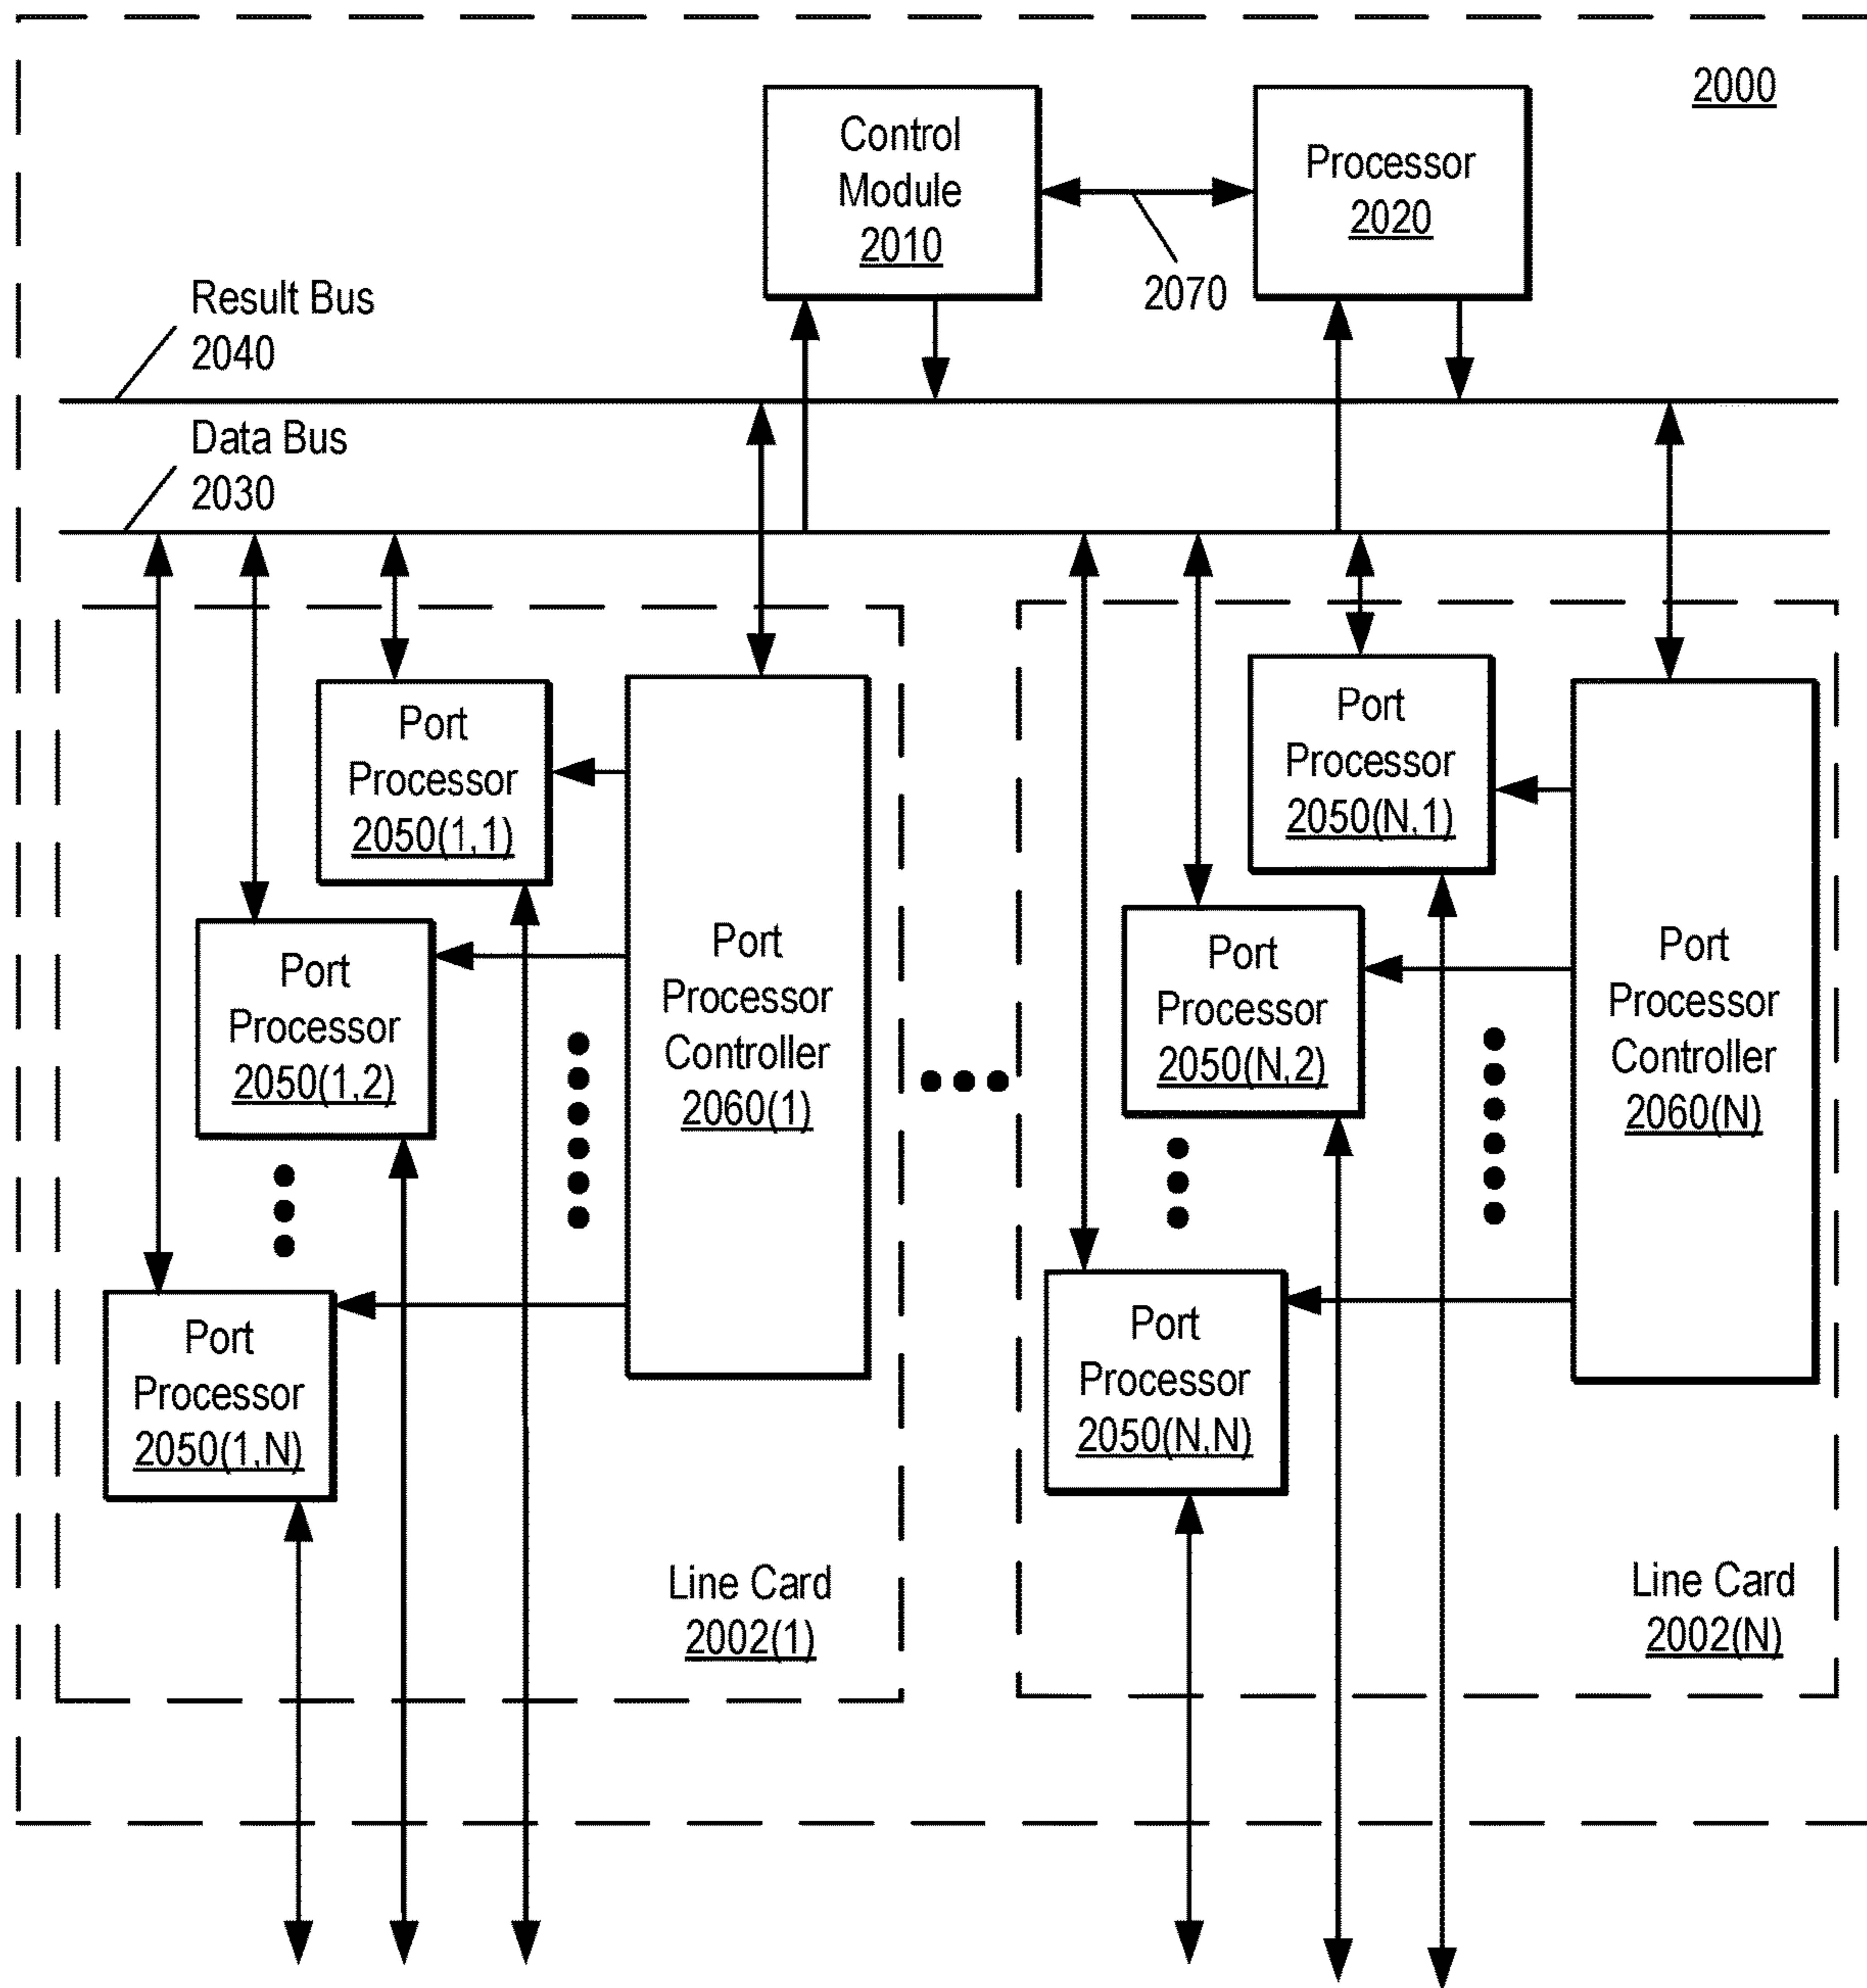 2000
Control
Module
2010
Processor
2020
2070
Result Bus
2040
Data Bus
2030
Port
Processor
2050(1,1)
Port
Processor
2050(1,2)
Port
Processor
2050(1,N)
Port
Processor
Controller
2060(1)
Line Card
2002(1)
Port
Processor
2050(N,1)
Port
Processor
2050(N,2)
Port
Processor
2050(N,N)
Port
Processor
Controller
2060(N)
Line Card
2002(N)